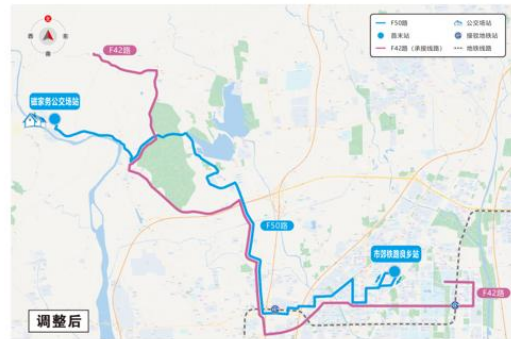 北
西 东
南
F50路
公交场站
首末站
接驳地铁站
F42路（承接线路）
地铁线路
F42路
磁家务公交场站
F50路
市郊铁路良乡站
F42路
调整后